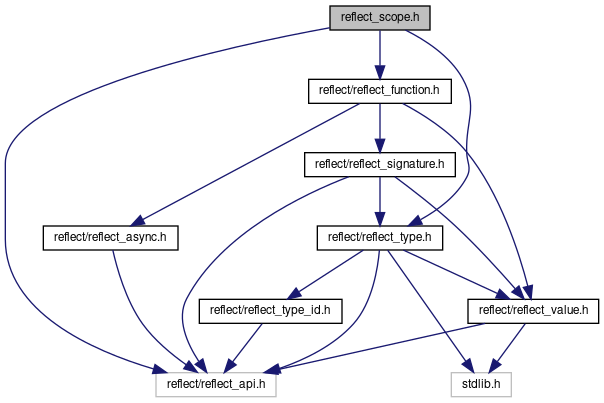 reflect_scope.h
reflect/reflect_function.h
reflect/reflect_signature.h
reflect/reflect_async.h
reflect/reflect_type.h
reflect/reflect_type_id.h
reflect/reflect_value.h
reflect/reflect_api.h
stdlib.h